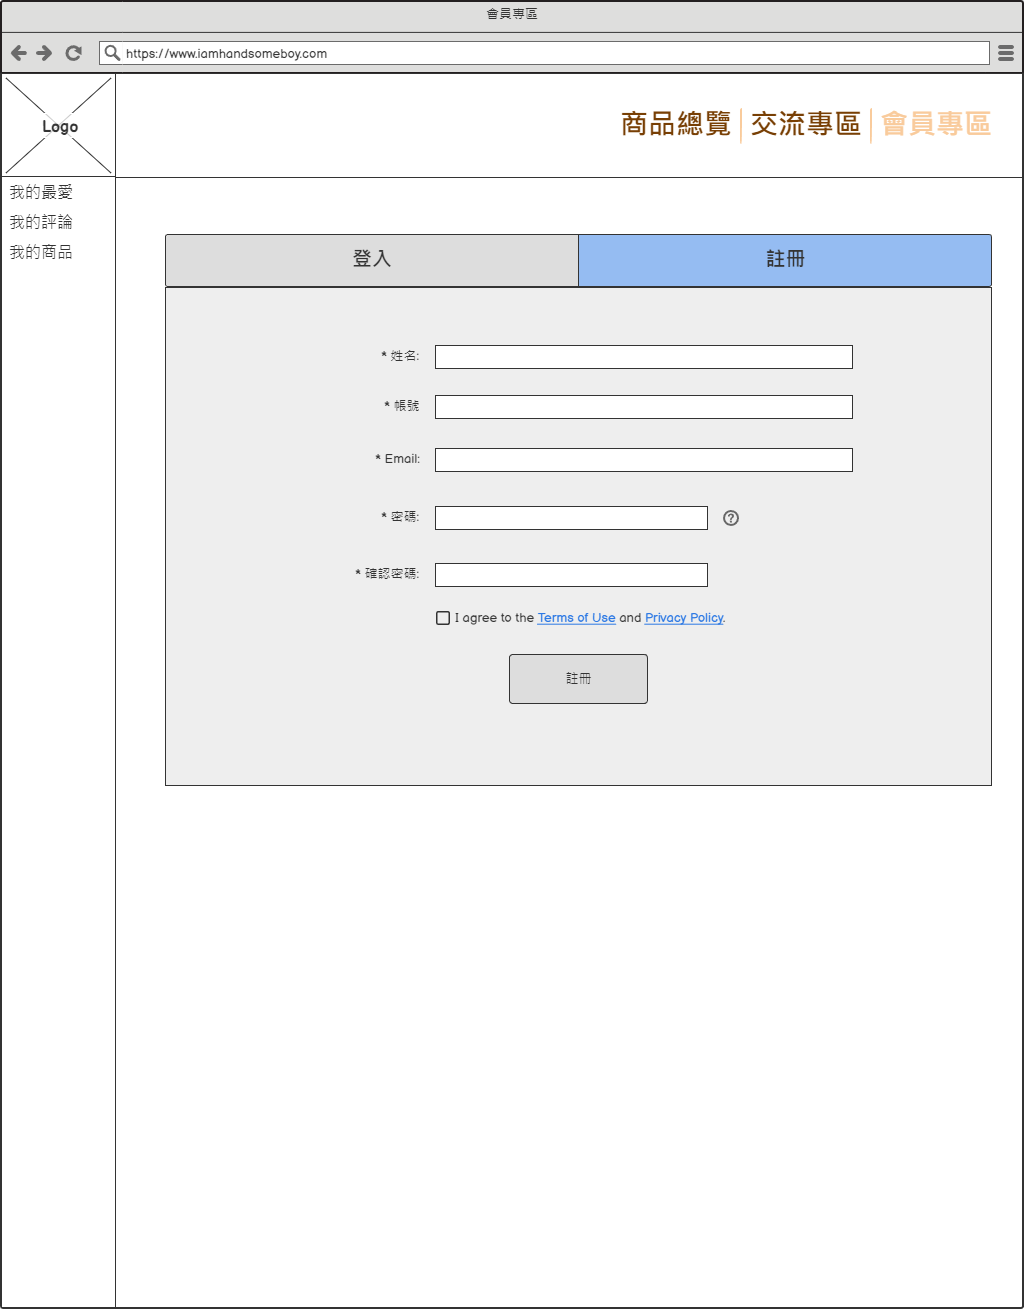 會員專區
https://www.iamhandsomeboy.com
Logo
商品總覽 交流專區 會員專區
我的最愛
我的評論
我的商品
登入 註冊
* 姓名:
* 帳號
* Email:
* 密碼: ?
* 確認密碼:
I agree to the Terms of Use and Privacy Policy.
註冊